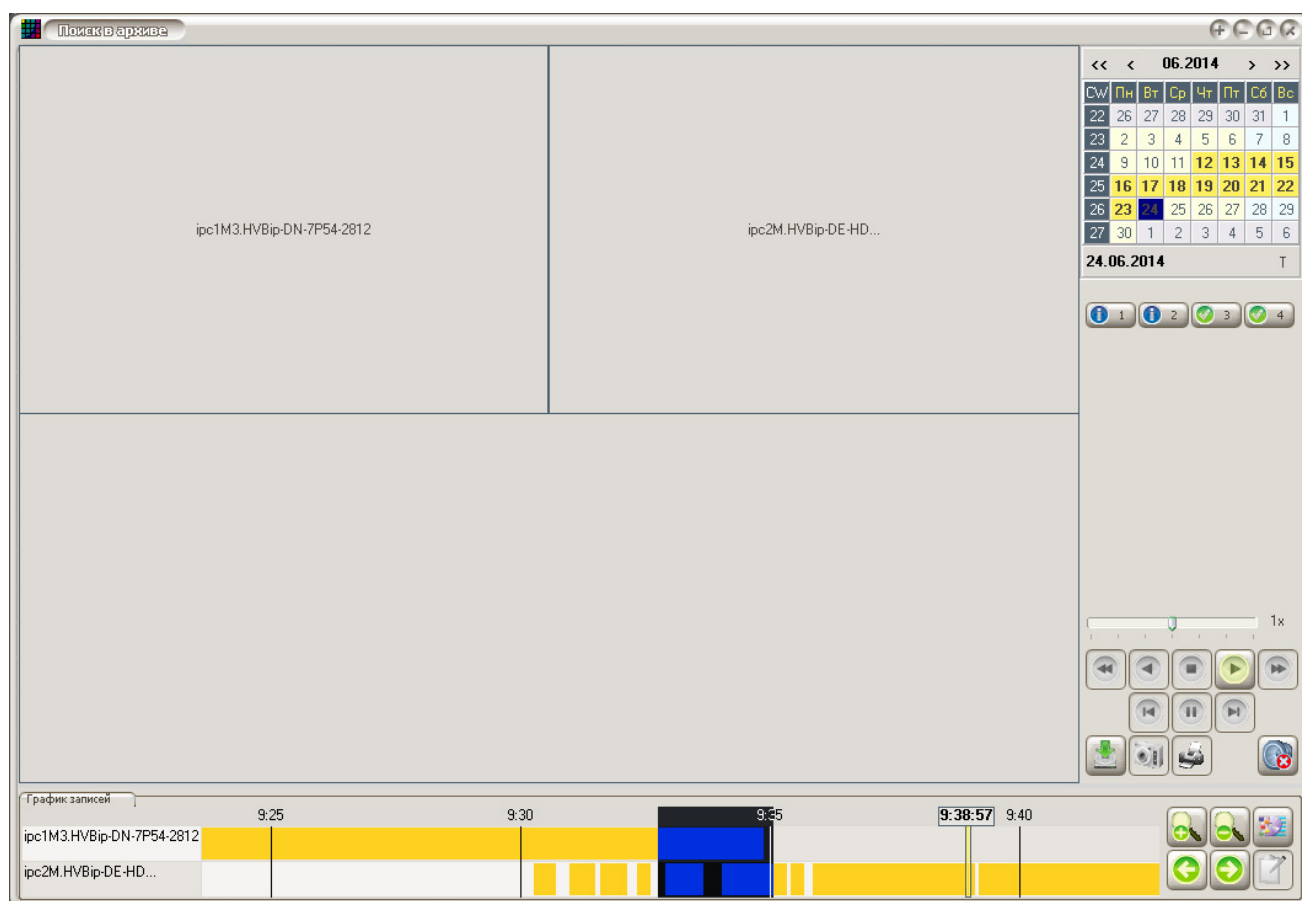 Поиск в архиве
<< < 06.2014 > >>
CW Пн Вт Ср Чт Пт Сб Вс
22 26 27 28 29 30 31 1
23 2 3 4 5 6 7 8
24 9 10 11 12 13 14 15
25 16 17 18 19 20 21 22
26 23 24 25 26 27 28 29
27 30 1 2 3 4 5 6
24.06.2014 T
ipc1M3.HVBip-DN-7P54-2812 ipc2M.HVBip-DE-HD...
1 2 3 4
1x
График записей
9:25 9:30 9:35 9:38:57 9:40
ipc1M3.HVBip-DN-7P54-2812
ipc2M.HVBip-DE-HD...